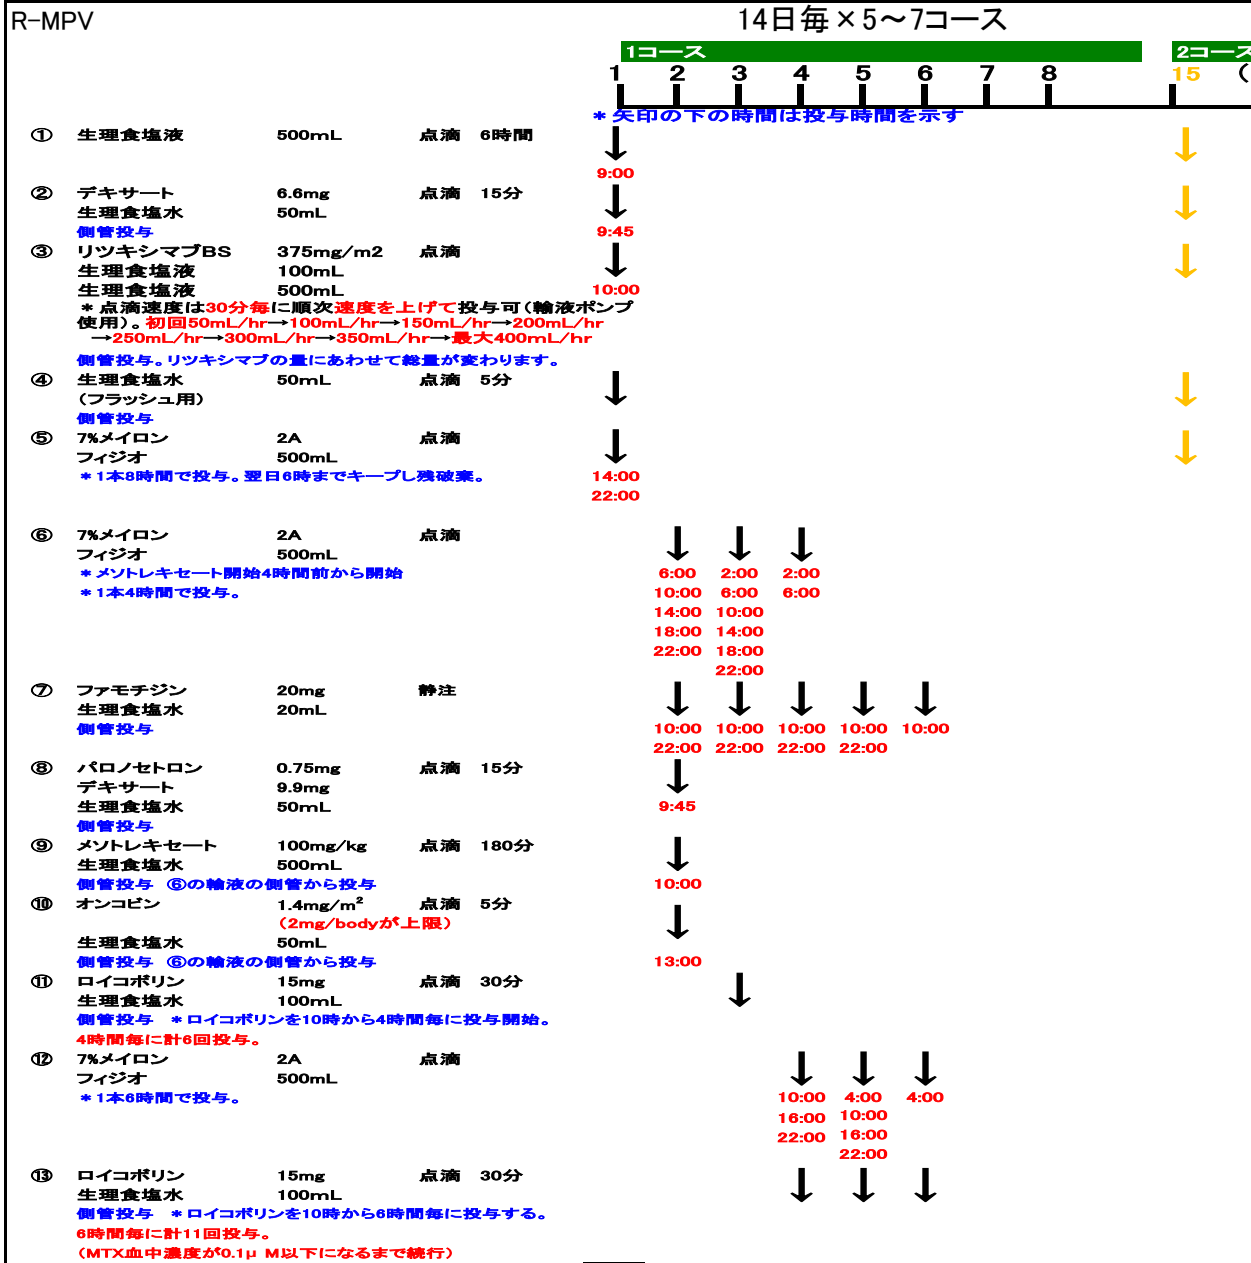 R-MPV 14日毎×5～7コース
1コース 2コース
1 2 3 4 5 6 7 8 15 (
＊矢印の下の時間は投与時間を示す
① 生理食塩液 500mL 点滴 6時間
↓ ↓
9:00
② デキサート 6.6mg 点滴 15分
生理食塩水 50mL ↓ ↓
側管投与 9:45
③ リツキシマブBS 375mg/m2 点滴
生理食塩液 100mL ↓ ↓
生理食塩液 500mL 10:00
＊点滴速度は30分毎に順次速度を上げて投与可（輸液ポンプ
使用）。初回50mL/hr→100mL/hr→150mL/hr→200mL/hr
→250mL/hr→300mL/hr→350mL/hr→最大400mL/hr
側管投与。リツキシマブの量にあわせて総量が変わります。
④ 生理食塩水 50mL 点滴 5分
（フラッシュ用） ↓ ↓
側管投与
⑤ 7%メイロン 2A 点滴
フィジオ 500mL ↓ ↓
＊1本8時間で投与。翌日6時までキープし残破棄。 14:00
22:00
⑥ 7%メイロン 2A 点滴
フィジオ 500mL ↓ ↓ ↓
＊メソトレキセート開始4時間前から開始 6:00 2:00 2:00
＊1本4時間で投与。 10:00 6:00 6:00
14:00 10:00
18:00 14:00
22:00 18:00
22:00
⑦ ファモチジン 20mg 静注
生理食塩水 20mL ↓ ↓ ↓ ↓ ↓
側管投与 10:00 10:00 10:00 10:00 10:00
22:00 22:00 22:00 22:00
⑧ パロノセトロン 0.75mg 点滴 15分
デキサート 9.9mg ↓
生理食塩水 50mL 9:45
側管投与
⑨ メソトレキセート 100mg/kg 点滴 180分
生理食塩水 500mL ↓
側管投与 ⑥の輸液の側管から投与 10:00
⑩ オンコビン 1.4mg/m² 点滴 5分
（2mg/bodyが上限） ↓
生理食塩水 50mL
側管投与 ⑥の輸液の側管から投与 13:00
⑪ ロイコボリン 15mg 点滴 30分
生理食塩水 100mL ↓
側管投与 ＊ロイコボリンを10時から4時間毎に投与開始。
4時間毎に計6回投与。
⑫ 7%メイロン 2A 点滴
フィジオ 500mL ↓ ↓ ↓
＊1本6時間で投与。 10:00 4:00 4:00
16:00 10:00
22:00 16:00
22:00
⑬ ロイコボリン 15mg 点滴 30分
生理食塩水 100mL ↓ ↓ ↓
側管投与 ＊ロイコボリンを10時から6時間毎に投与する。
6時間毎に計11回投与。
（MTX血中濃度が0.1μM以下になるまで続行）